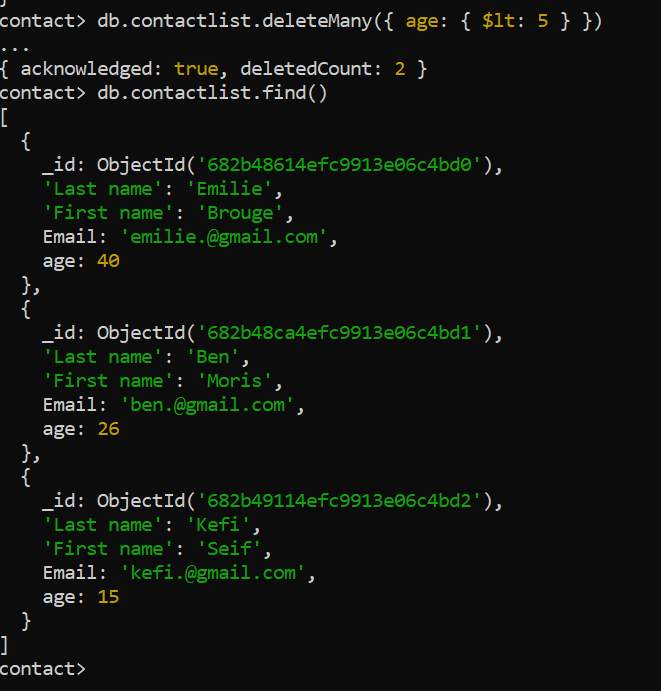 contact> db.contactlist.deleteMany({ age: { $lt: 5 } })
...
{ acknowledged: true, deletedCount: 2 }
contact> db.contactlist.find()
[
  {
    _id: ObjectId('682b48614efc9913e06c4bd0'),
    'Last name': 'Emilie',
    'First name': 'Brouge',
    Email: 'emilie.@gmail.com',
    age: 40
  },
  {
    _id: ObjectId('682b48ca4efc9913e06c4bd1'),
    'Last name': 'Ben',
    'First name': 'Moris',
    Email: 'ben.@gmail.com',
    age: 26
  },
  {
    _id: ObjectId('682b49114efc9913e06c4bd2'),
    'Last name': 'Kefi',
    'First name': 'Seif',
    Email: 'kefi.@gmail.com',
    age: 15
  }
]
contact>